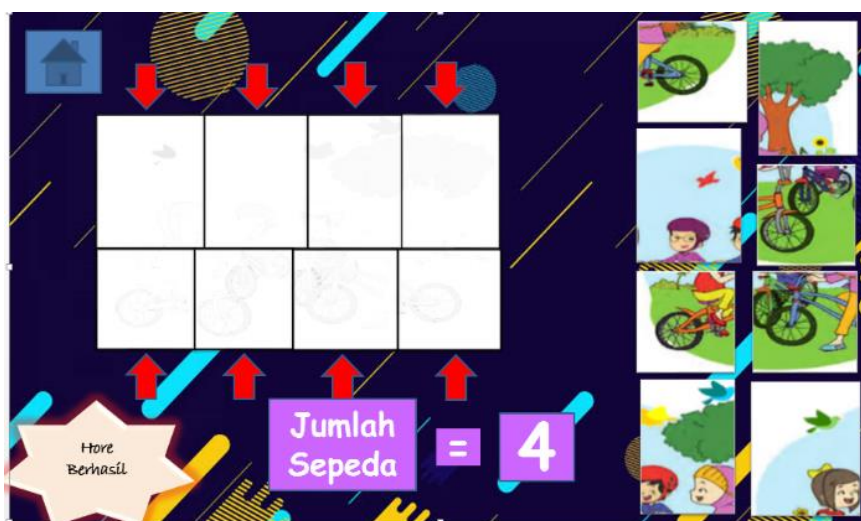 Jumlah
Sepeda
=
4
Hore
Berhasil